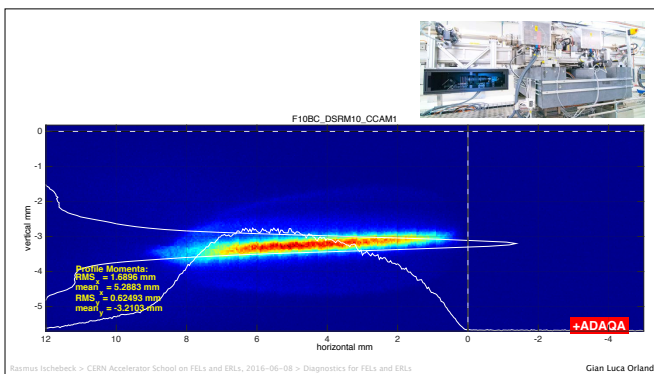 F10BC_DSRM10_CCAM1
0
-1
-2
-3
-4
-5
vertical mm
Profile Momenta:
RMS_x = 1.6896 mm
mean_x = 5.2883 mm
RMS_y = 0.62493 mm
mean_y = -3.2103 mm
+ADAQA
12 10 8 6 4 2 0 -2 -4
horizontal mm
Rasmus Ischebeck > CERN Accelerator School on FELs and ERLs, 2016-06-08 > Diagnostics for FELs and ERLs
Gian Luca Orland